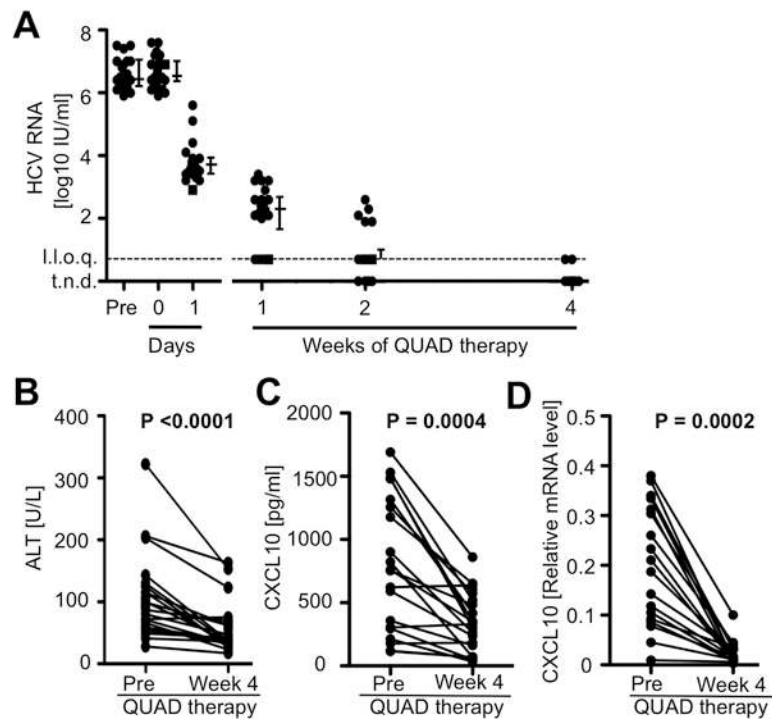 A
HCV RNA
[log10 IU/ml]
8
6
4
2
l.l.o.q.
t.n.d.
Pre 0 1 1 2 4
Days Weeks of QUAD therapy
B
P <0.0001
ALT [U/L]
400
300
200
100
0
Pre Week 4
QUAD therapy
C
P = 0.0004
CXCL10 [pg/ml]
2000
1500
1000
500
0
Pre Week 4
QUAD therapy
D
P = 0.0002
CXCL10 [Relative mRNA level]
0.5
0.4
0.3
0.2
0.1
0
Pre Week 4
QUAD therapy